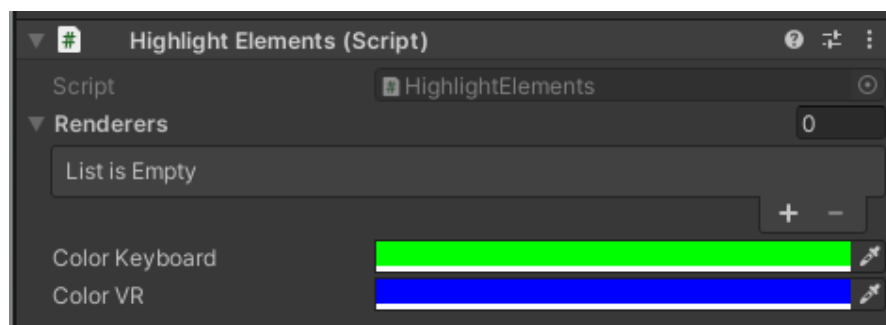 # Highlight Elements (Script)
Script # HighlightElements
Renderers 0
List is Empty
+ −
Color Keyboard
Color VR